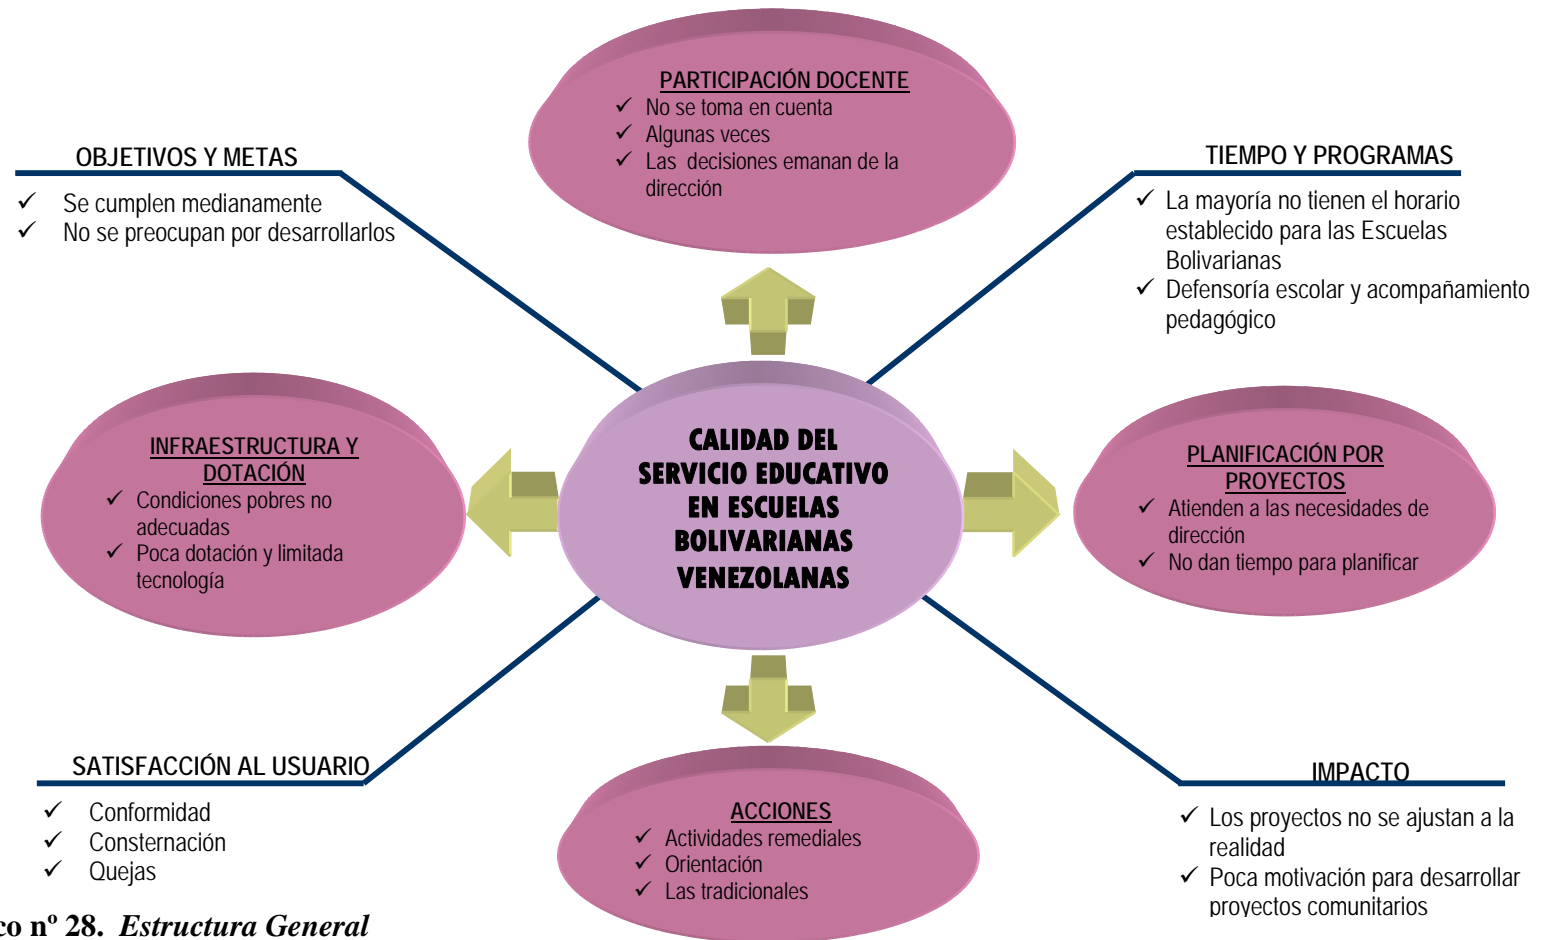 PARTICIPACIÓN DOCENTE
✓ No se toma en cuenta
✓ Algunas veces
✓ Las decisiones emanan de la
dirección
OBJETIVOS Y METAS
✓ Se cumplen medianamente
✓ No se preocupan por desarrollarlos
TIEMPO Y PROGRAMAS
✓ La mayoría no tienen el horario
establecido para las Escuelas
Bolivarianas
✓ Defensoría escolar y acompañamiento
pedagógico
INFRAESTRUCTURA Y
DOTACIÓN
✓ Condiciones pobres no
adecuadas
✓ Poca dotación y limitada
tecnología
CALIDAD DEL
SERVICIO EDUCATIVO
EN ESCUELAS
BOLIVARIANAS
VENEZOLANAS
PLANIFICACIÓN POR
PROYECTOS
✓ Atienden a las necesidades de
dirección
✓ No dan tiempo para planificar
SATISFACCIÓN AL USUARIO
✓ Conformidad
✓ Consternación
✓ Quejas
ACCIONES
✓ Actividades remediales
✓ Orientación
✓ Las tradicionales
IMPACTO
✓ Los proyectos no se ajustan a la
realidad
✓ Poca motivación para desarrollar
proyectos comunitarios
co nº 28. Estructura General